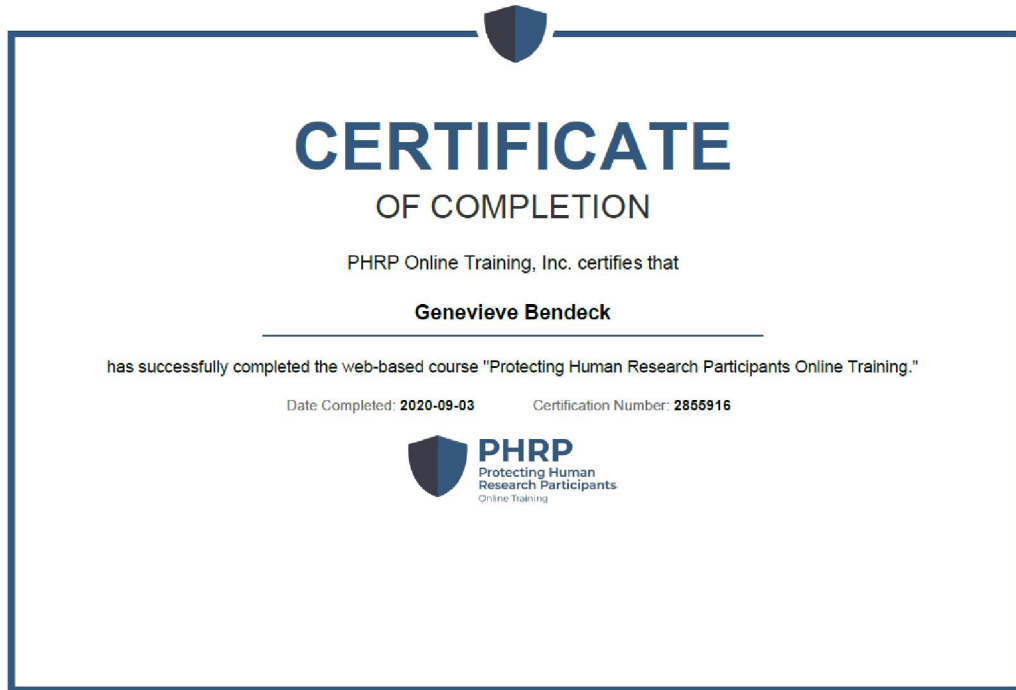 CERTIFICATE
OF COMPLETION
PHRP Online Training, Inc. certifies that
Genevieve Bendeck
has successfully completed the web-based course "Protecting Human Research Participants Online Training."
Date Completed: 2020-09-03 Certification Number: 2855916
PHRP
Protecting Human
Research Participants
Online Training